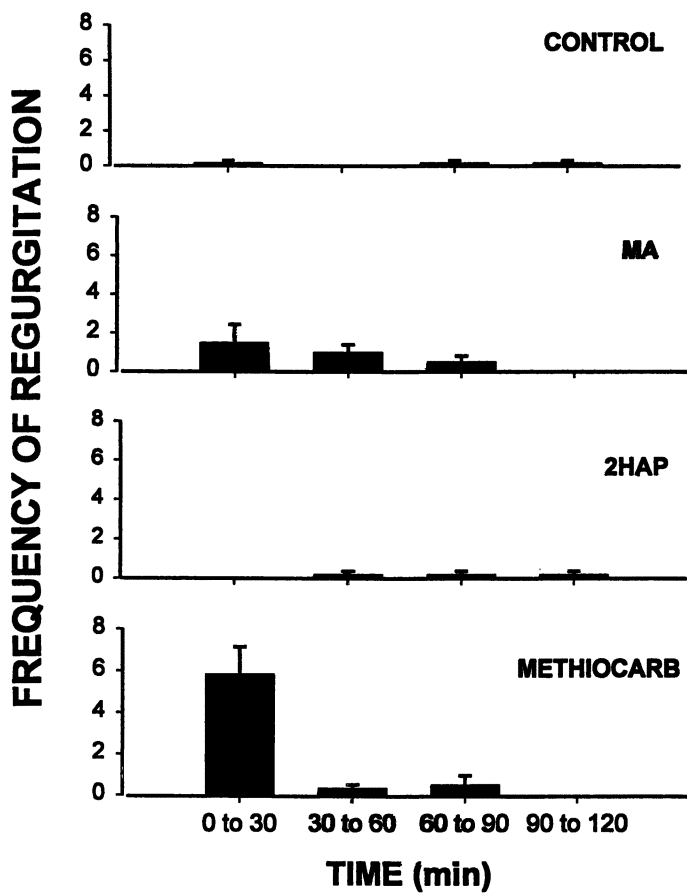 FREQUENCY OF REGURGITATION
8
6
4
2
0
CONTROL
8
6
4
2
0
MA
8
6
4
2
0
2HAP
8
6
4
2
0
METHIOCARB
0 to 30 30 to 60 60 to 90 90 to 120
TIME (min)